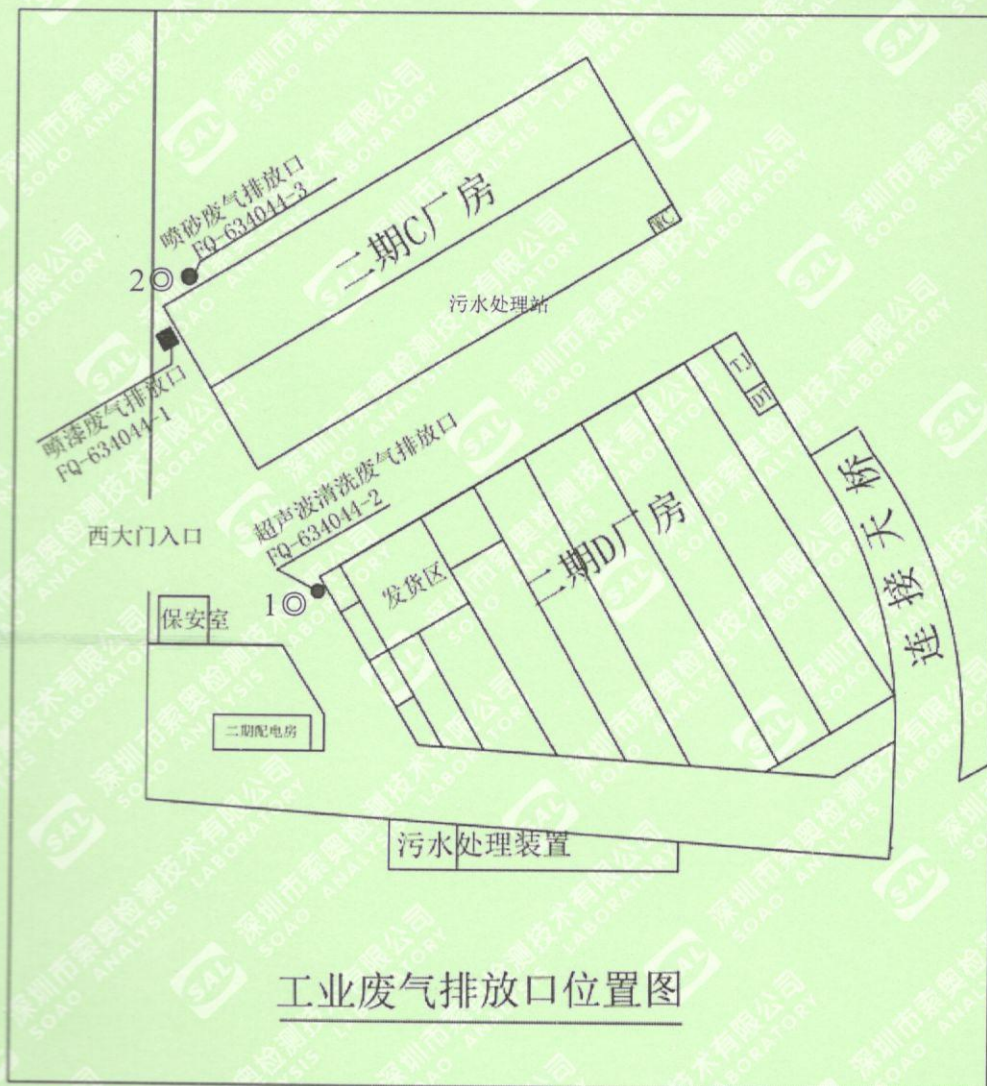 喷砂废气排放口
FQ-634044-3
二期C厂房
WC
2◎
污水处理站
喷漆废气排放口
FQ-634044-1
TJ
DT
连接天桥
超声波清洗废气排放口
FQ-634044-2
西大门入口
二期D厂房
发货区
1◎
保安室
二期配电房
污水处理装置
工业废气排放口位置图
SAL
深圳市索奥检测技术有限公司
SOAO ANALYSIS LABORATORY